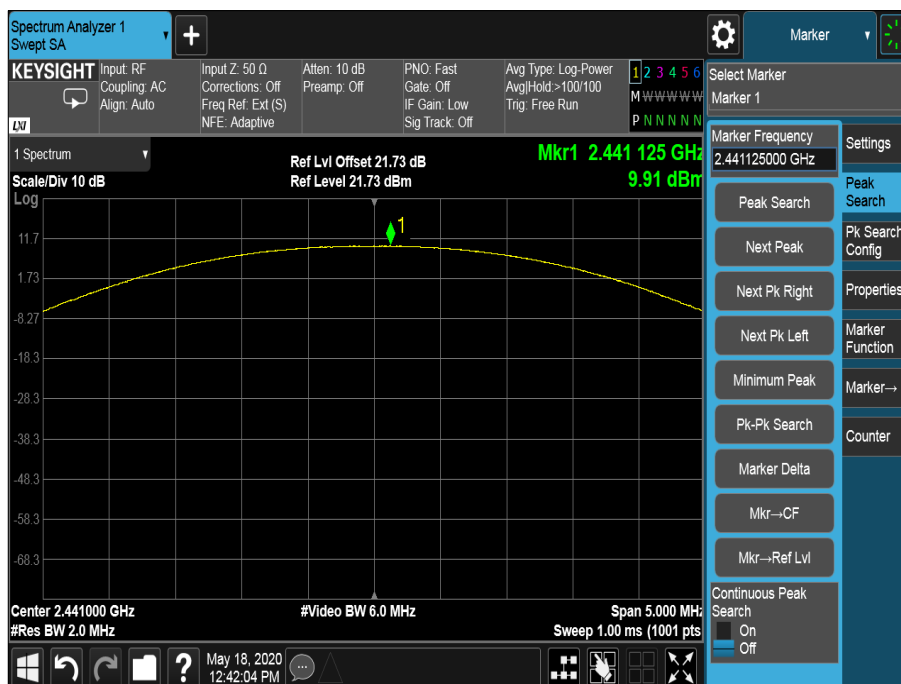 Spectrum Analyzer 1
Swept SA
Marker
KEYSIGHT
LXI
Input: RF
Coupling: AC
Align: Auto
Input Z: 50 Ω
Corrections: Off
Freq Ref: Ext (S)
NFE: Adaptive
Atten: 10 dB
Preamp: Off
PNO: Fast
Gate: Off
IF Gain: Low
Sig Track: Off
Avg Type: Log-Power
Avg|Hold:>100/100
Trig: Free Run
1 2 3 4 5 6
M W W W W W
P N N N N N
Select Marker
Marker 1
1 Spectrum
Scale/Div 10 dB
Ref Lvl Offset 21.73 dB
Ref Level 21.73 dBm
Mkr1 2.441 125 GHz
9.91 dBm
Log
11.7
1.73
-8.27
-18.3
-28.3
-38.3
-48.3
-58.3
-68.3
1
Center 2.441000 GHz
#Res BW 2.0 MHz
#Video BW 6.0 MHz
Span 5.000 MHz
Sweep 1.00 ms (1001 pts
Marker Frequency
2.441125000 GHz
Peak Search
Next Peak
Next Pk Right
Next Pk Left
Minimum Peak
Pk-Pk Search
Marker Delta
Mkr→CF
Mkr→Ref Lvl
Continuous Peak
Search
On
Off
Settings
Peak
Search
Pk Search
Config
Properties
Marker
Function
Marker→
Counter
?
May 18, 2020
12:42:04 PM